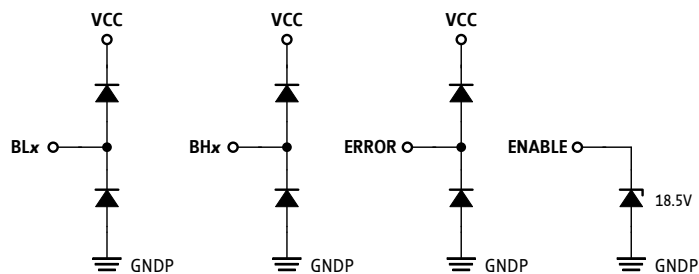 VCC VCC VCC
BLx BHx ERROR ENABLE
18.5V
GNDP GNDP GNDP GNDP